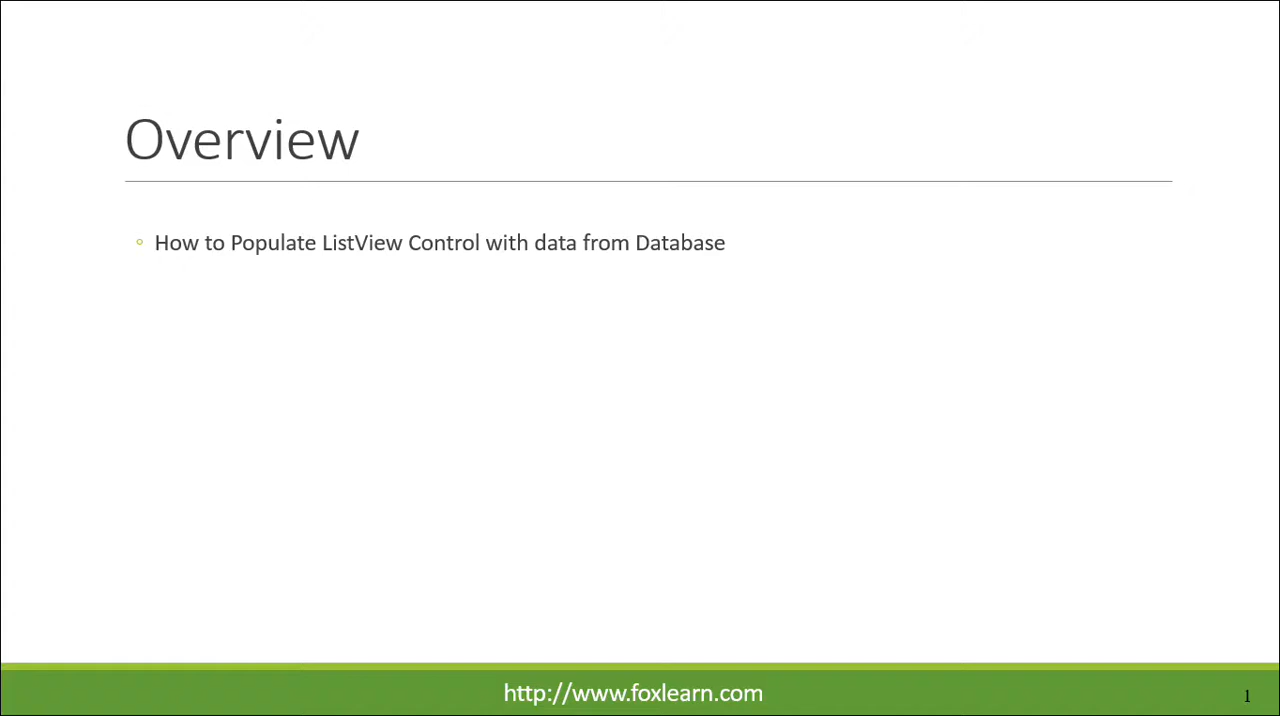 Overview
◦ How to Populate ListView Control with data from Database
http://www.foxlearn.com
1